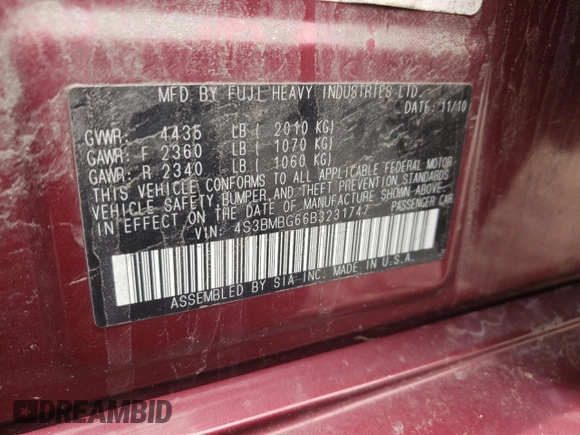 MFD BY FUJI HEAVY INDUSTRIES LTD.
DATE: 11/10
GVWR: 4435 LB ( 2010 KG)
GAWR: F 2360 LB ( 1070 KG)
GAWR: R 2340 LB ( 1060 KG)
THIS VEHICLE CONFORMS TO ALL APPLICABLE FEDERAL MOTOR
VEHICLE SAFETY, BUMPER, AND THEFT PREVENTION STANDARDS
IN EFFECT ON THE DATE OF MANUFACTURE SHOWN ABOVE.
VIN: 4S3BMBG66B3231747 PASSENGER CAR
ASSEMBLED BY SIA-INC. MADE IN U.S.A.
DREAMBID